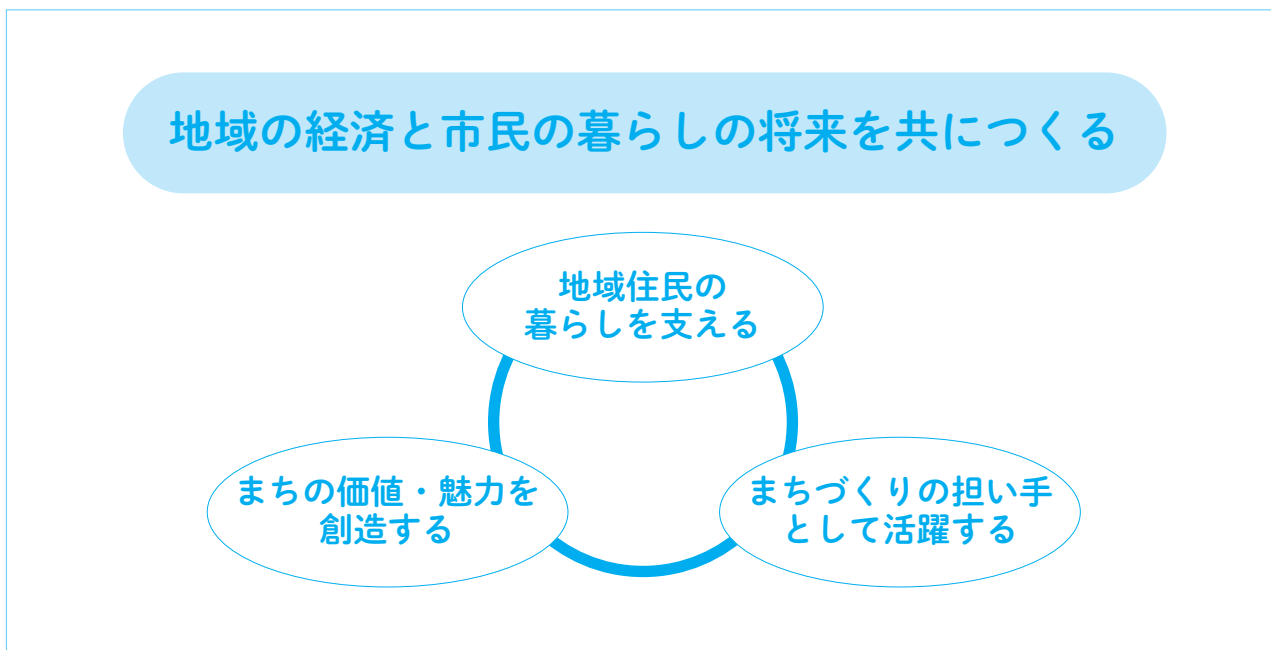 地域の経済と市民の暮らしの将来を共につくる
地域住民の
暮らしを支える
まちの価値・魅力を
創造する
まちづくりの担い手
として活躍する